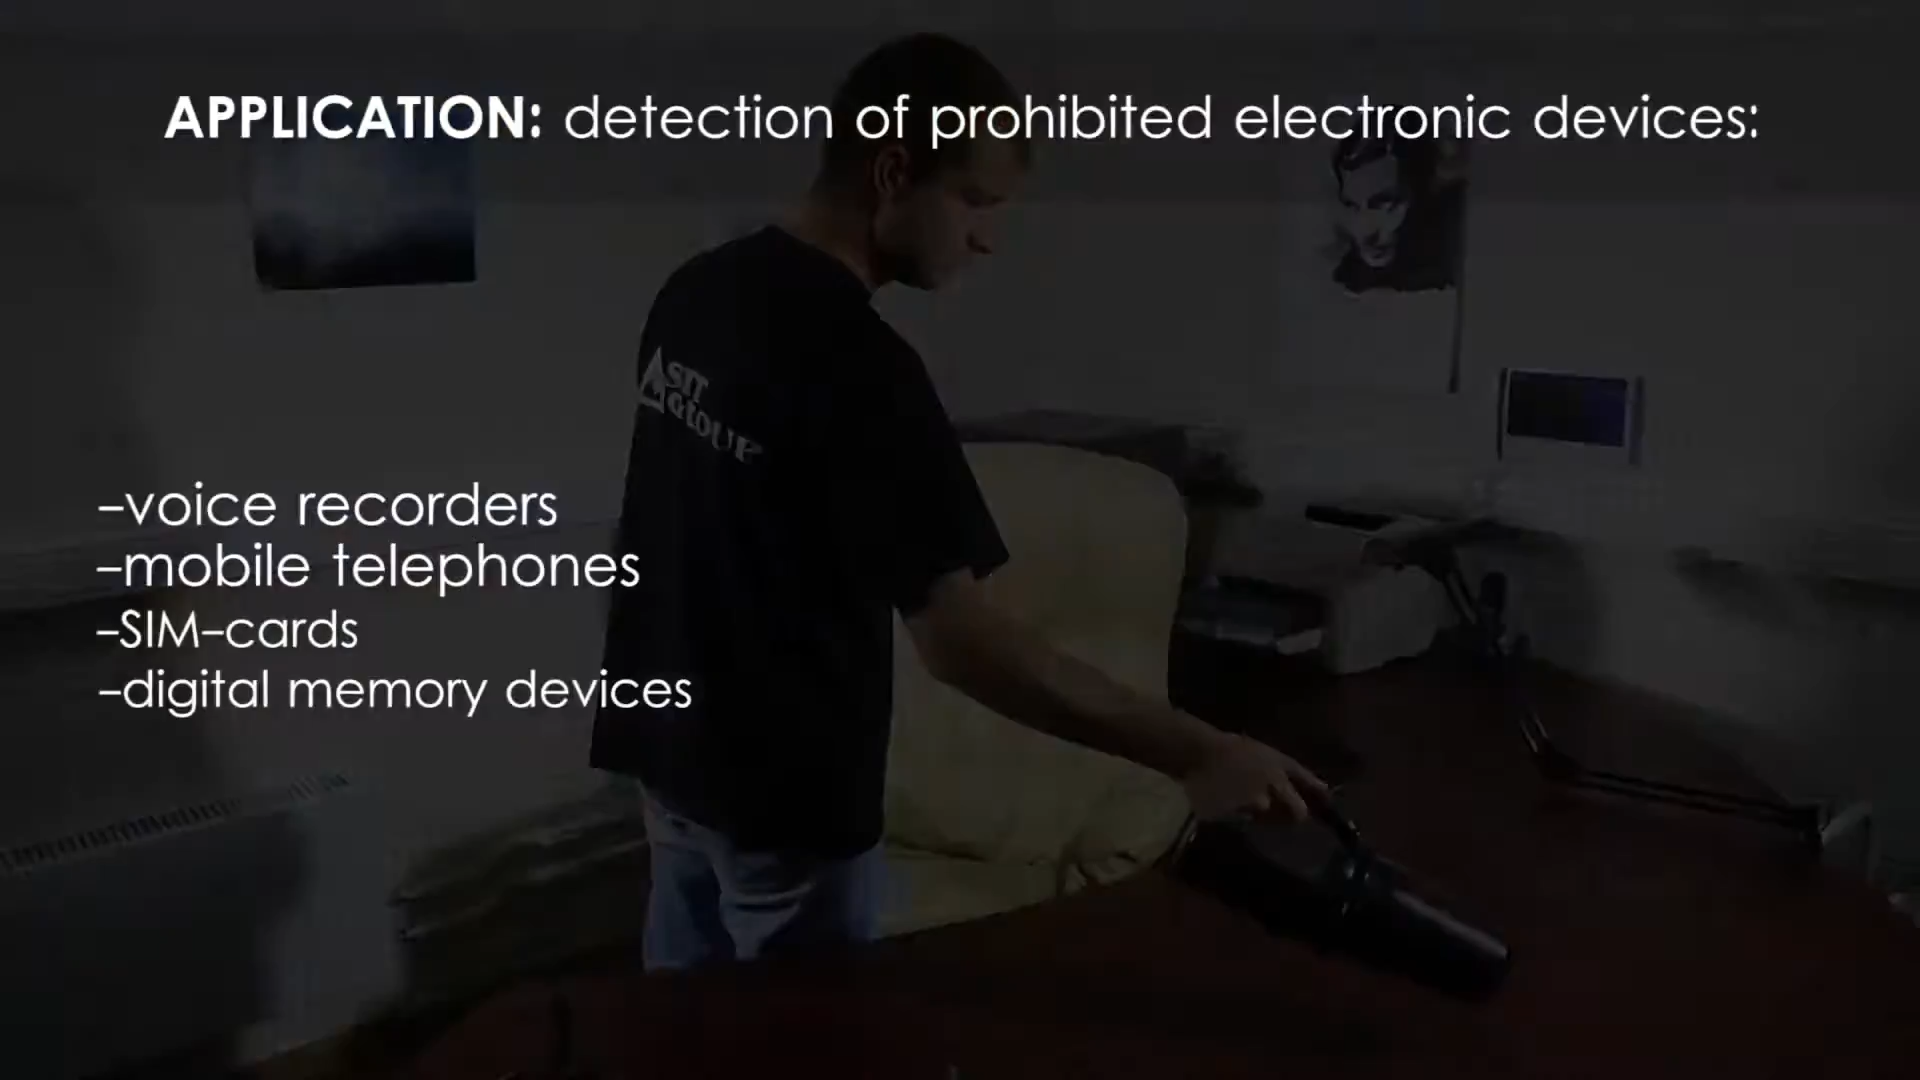 APPLICATION: detection of prohibited electronic devices:
SIT
GROUP
-voice recorders
-mobile telephones
-SIM-cards
-digital memory devices